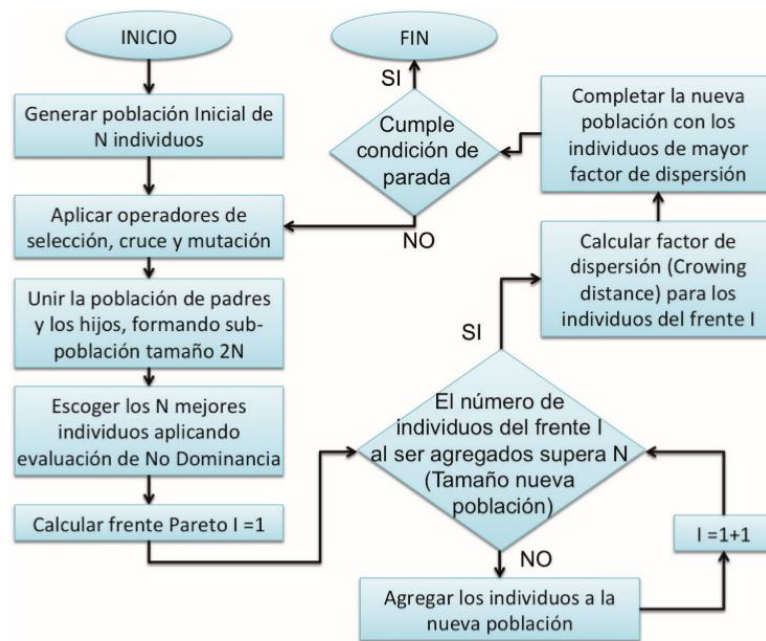 INICIO
Generar población Inicial de
N individuos
Aplicar operadores de
selección, cruce y mutación
Unir la población de padres
y los hijos, formando sub-
población tamaño 2N
Escoger los N mejores
individuos aplicando
evaluación de No Dominancia
Calcular frente Pareto I =1
El número de
individuos del frente I
al ser agregados supera N
(Tamaño nueva
población)
NO
Agregar los individuos a la
nueva población
I =1+1
SI
Calcular factor de
dispersión (Crowing
distance) para los
individuos del frente I
Completar la nueva
población con los
individuos de mayor
factor de dispersión
Cumple
condición de
parada
NO
SI
FIN